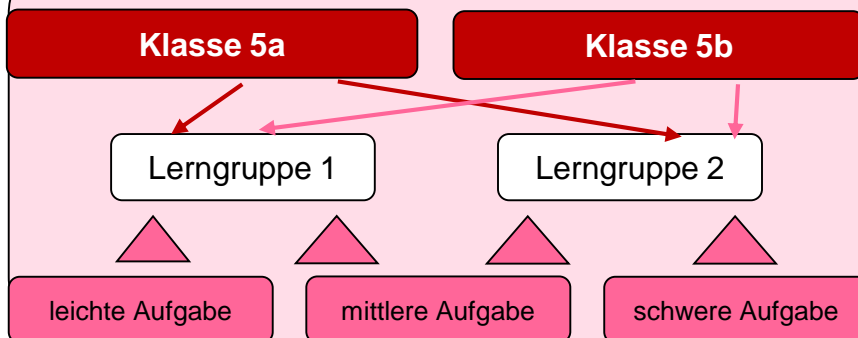 Klasse 5a
Klasse 5b
Lerngruppe 1
Lerngruppe 2
leichte Aufgabe
mittlere Aufgabe
schwere Aufgabe